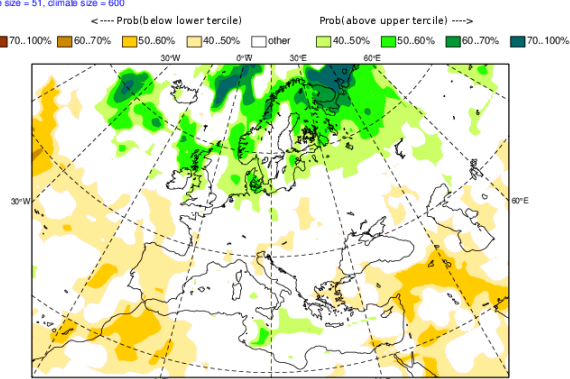 size = 51, climate size = 600
<---- Prob(below lower tercile)    Prob(above upper tercile) ---->
70..100%  60..70%  50..60%  40..50%  other  40..50%  50..60%  60..70%  70..100%
30°W  0°W  30°E  60°E
30°W  60°E